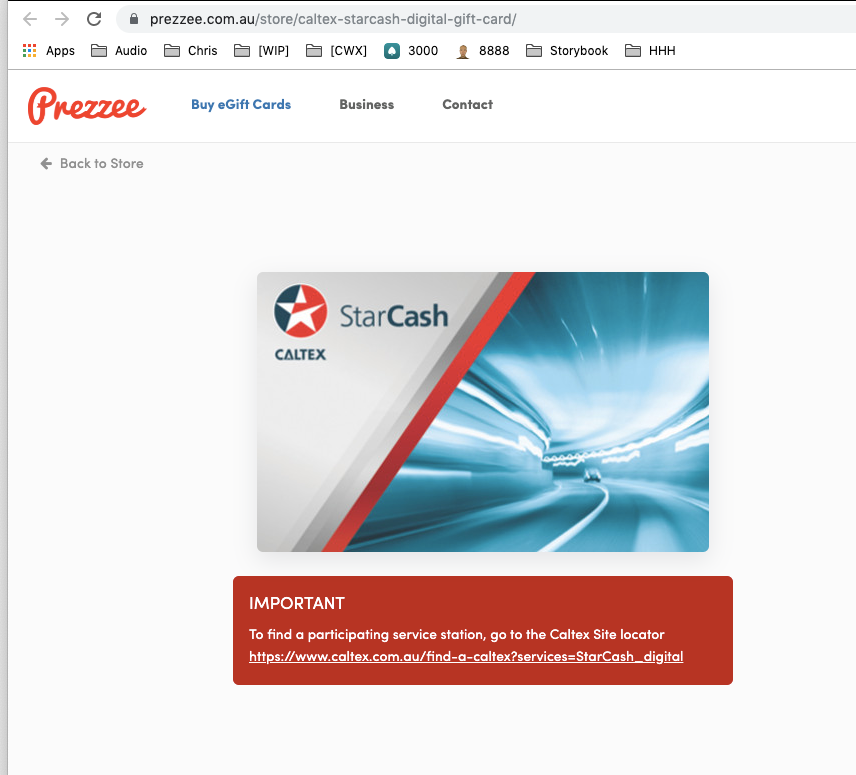 prezzee.com.au/store/caltex-starcash-digital-gift-card/
Apps Audio Chris [WIP] [CWX] 3000 8888 Storybook HHH
Prezzee Buy eGift Cards Business Contact
Back to Store
StarCash
CALTEX
IMPORTANT
To find a participating service station, go to the Caltex Site locator
https://www.caltex.com.au/find-a-caltex?services=StarCash_digital